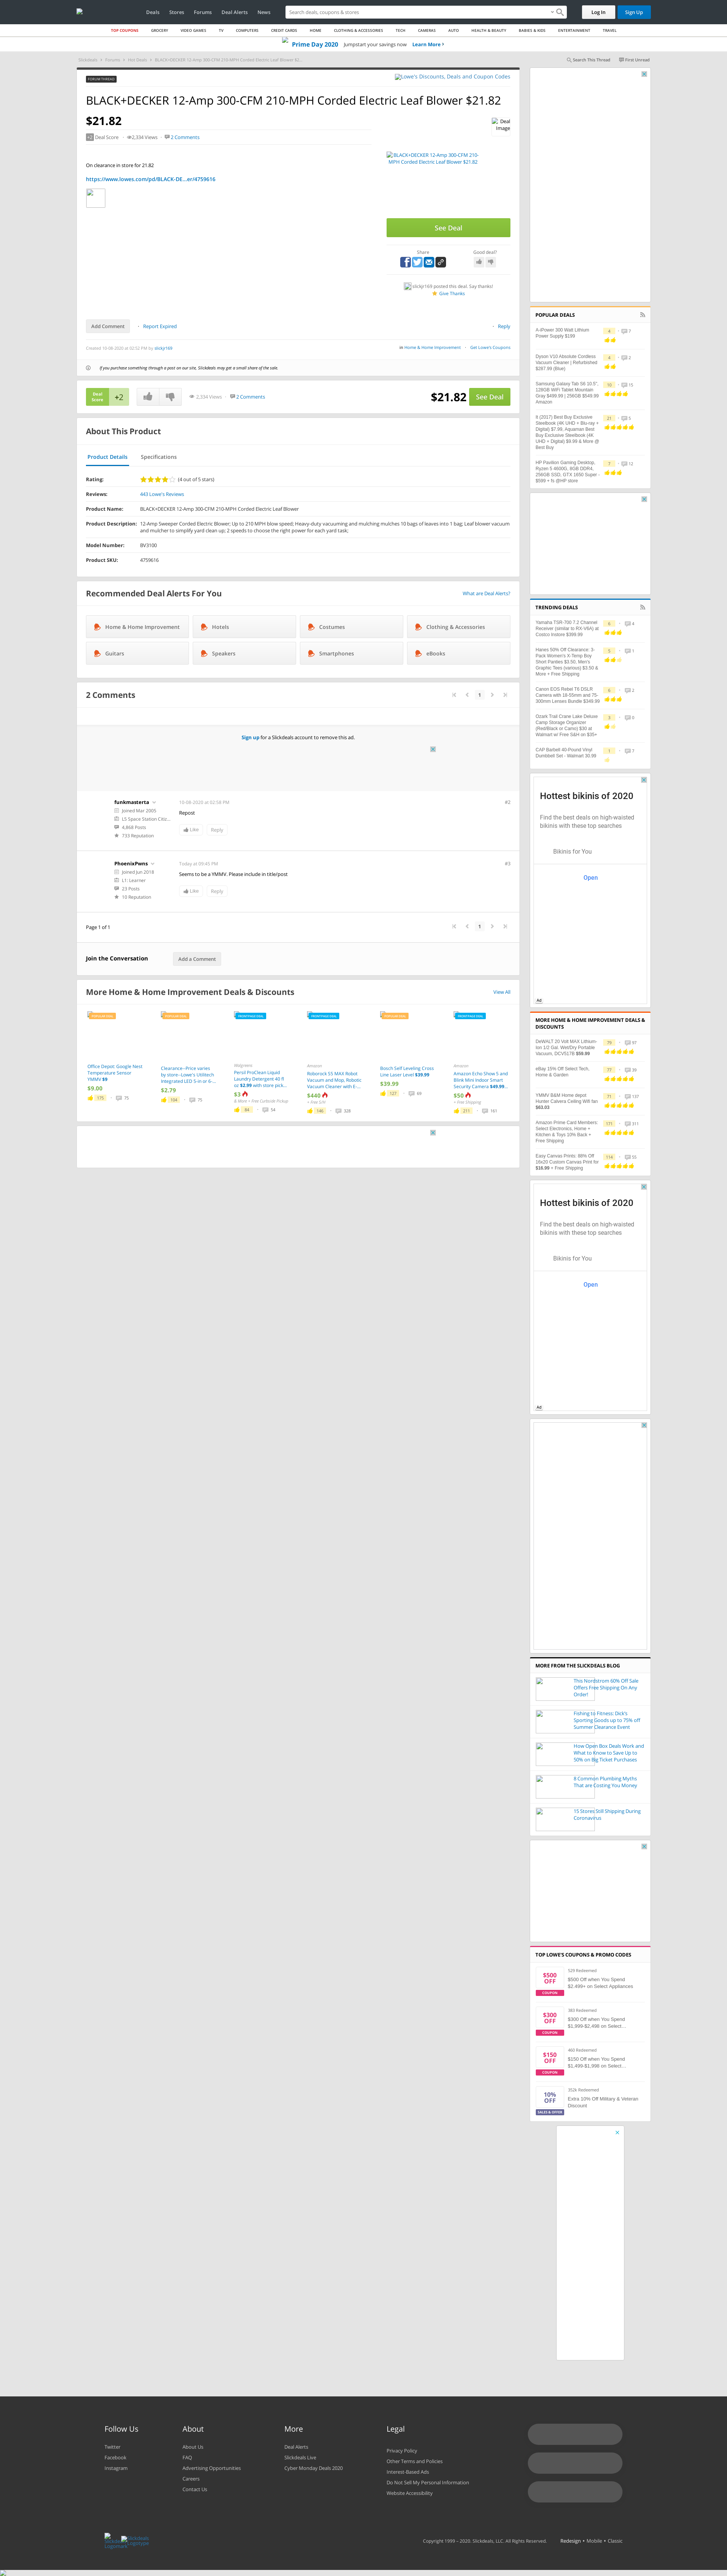 Deals
Stores
Forums
Deal Alerts
News
Search deals, coupons & stores
Log In
Sign Up
TOP COUPONS
GROCERY
VIDEO GAMES
TV
COMPUTERS
CREDIT CARDS
HOME
CLOTHING & ACCESSORIES
TECH
CAMERAS
AUTO
HEALTH & BEAUTY
BABIES & KIDS
ENTERTAINMENT
TRAVEL
Prime Day 2020
Jumpstart your savings now
Learn More
Slickdeals > Forums > Hot Deals > BLACK+DECKER 12-Amp 300-CFM 210-MPH Corded Electric Leaf Blower $2...
Search This Thread
First Unread
FORUM THREAD
Lowe's Discounts, Deals and Coupon Codes
BLACK+DECKER 12-Amp 300-CFM 210-MPH Corded Electric Leaf Blower $21.82
$21.82
Deal Image
+2 Deal Score
2,334 Views
2 Comments
BLACK+DECKER 12-Amp 300-CFM 210-MPH Corded Electric Leaf Blower $21.82
On clearance in store for 21.82
https://www.lowes.com/pd/BLACK-DE...er/4759616
See Deal
Share
Good deal?
slickjr169 posted this deal. Say thanks!
Give Thanks
Add Comment
Report Expired
Reply
Home & Home Improvement
Get Lowe's Coupons
If you purchase something through a post on our site, Slickdeals may get a small share of the sale.
Deal Score
+2
2,334 Views
2 Comments
$21.82
See Deal
About This Product
Product Details
Specifications
Rating:
(4 out of 5 stars)
Reviews:
443 Lowe's Reviews
Product Name:
BLACK+DECKER 12-Amp 300-CFM 210-MPH Corded Electric Leaf Blower
Product Description:
12-Amp Sweeper Corded Electric Blower; Up to 210 MPH blow speed; Heavy-duty vacuuming and mulching mulches 10 bags of leaves into 1 bag; Leaf blower vacuum and mulcher to simplify yard clean up; 2 speeds to choose the right power for each yard task;
Model Number:
BV3100
Product SKU:
4759616
Recommended Deal Alerts For You
What are Deal Alerts?
Home & Home Improvement
Hotels
Costumes
Clothing & Accessories
Guitars
Speakers
Smartphones
eBooks
2 Comments
1
Sign up for a Slickdeals account to remove this ad.
funkmasterta
Joined Mar 2005
L5 Space Station Citiz...
4,868 Posts
733 Reputation
10-08-2020 at 02:58 PM
#2
Repost
Like
Reply
PhoenixPwns
Joined Jun 2018
L1: Learner
23 Posts
10 Reputation
Today at 09:45 PM
#3
Seems to be a YMMV. Please include in title/post
Like
Reply
Page 1 of 1
1
Join the Conversation
Add a Comment
More Home & Home Improvement Deals & Discounts
View All
Office Depot: Google Nest Temperature Sensor YMMV $9
$9.00
175
75
Clearance--Price varies by store- Lowe's Utilitech Integrated LED 5-in or 6-...
$2.79
104
70
Walgreens
Persil ProClean Liquid Laundry Detergent 40 fl oz $2.99 with store pick...
$3
& More + Free Curbside Pickup
84
54
Amazon
Roborock S5 MAX Robot Vacuum and Mop, Robotic Vacuum Cleaner with E...
$440
+ Free S/H
146
328
Bosch Self Leveling Cross Line Laser Level $39.99
$39.99
127
69
Amazon
Amazon Echo Show 5 and Blink Mini Indoor Smart Security Camera $49.99...
$50
+ Free Shipping
211
181
POPULAR DEALS
A-iPower 300 Watt Lithium Power Supply $199
4
7
Dyson V10 Absolute Cordless Vacuum Cleaner | Refurbished $287.99 (Blue)
4
2
Samsung Galaxy Tab S6 10.5", 128GB WiFi Tablet Mountain Gray $499.99 | 256GB $549.99 Amazon
10
15
4 (2017) Best Buy Exclusive Steelbook (4K UHD + Blu-ray + Digital) $7.99; Aquaman Best Buy Exclusive Steelbook (4K UHD + Digital) $9.99 & More @ Best Buy
21
5
HP Pavilion Gaming Desktop: Ryzen 5 4600G, 8GB DDR4, 256GB SSD, GTX 1650 Super - $599 + fs @HP store
7
12
TRENDING DEALS
Yamaha TSR-700 7.2 Channel Receiver (similar to RX-V6A) at Costco Instore $399.99
6
4
Hanes 50% Off Clearance: 3-Pack Women's X-Temp Boy Short Panties $3.50, Men's Graphic Tees (various) $3.50 & More + Free Shipping
5
1
Canon EOS Rebel T6 DSLR Camera with 18-55mm and 75-300mm Lenses Bundle $349.99
6
2
Ozark Trail Crane Lake Deluxe Camp Storage Organizer (Red/Black or Camo) $30 at Walmart w/ Free S&H on $35+
3
0
CAP Barbell 40-Pound Vinyl Dumbbell Set - Walmart 30.99
1
7
Hottest bikinis of 2020
Find the best deals on high-waisted bikinis with these top searches
Bikinis for You
Open
Ad
MORE HOME & HOME IMPROVEMENT DEALS & DISCOUNTS
DeWALT 20 Volt MAX Lithium-Ion 1/2 Gal. Wet/Dry Portable Vacuum, DCV517B $59.99
70
97
eBay 15% Off Select Tech, Home & Garden
77
39
YMMV B&M Home depot Hunter Calvera Ceiling WiFi fan $63.03
71
137
Amazon Prime Card Members: Select Electronics, Home + Kitchen & Toys 10% Back + Free Shipping
171
311
Easy Canvas Prints: 88% Off 16x20 Custom Canvas Print for $16.99 + Free Shipping
114
55
Hottest bikinis of 2020
Find the best deals on high-waisted bikinis with these top searches
Bikinis for You
Open
Ad
MORE FROM THE SLICKDEALS BLOG
This Nordstrom 60% Off Sale Offers Free Shipping On Any Order!
Fishing to Fitness: Dick's Sporting Goods up to 75% off Summer Clearance Event
How Open Box Deals Work and What to Know to Save Up to 50% on Big Ticket Purchases
8 Common Plumbing Myths That are Costing You Money
15 Stores Still Shipping During Coronavirus
TOP LOWE'S COUPONS & PROMO CODES
$500 OFF
COUPON
529 Redeemed
$500 Off when You Spend $2,499+ on Select Appliances
$300 OFF
COUPON
383 Redeemed
$300 Off when You Spend $1,999-$2,498 on Select...
$150 OFF
COUPON
460 Redeemed
$150 Off when You Spend $1,499-$1,998 on Select...
10% OFF
SALES & OFFER
352k Redeemed
Extra 10% Off Military & Veteran Discount
Follow Us
Twitter
Facebook
Instagram
About
About Us
FAQ
Advertising Opportunities
Careers
Contact Us
More
Deal Alerts
Slickdeals Live
Cyber Monday Deals 2020
Legal
Privacy Policy
Other Terms and Policies
Interest-Based Ads
Do Not Sell My Personal Information
Website Accessibility
Copyright 1999 - 2020. Slickdeals, LLC. All Rights Reserved.
Redesign • Mobile • Classic